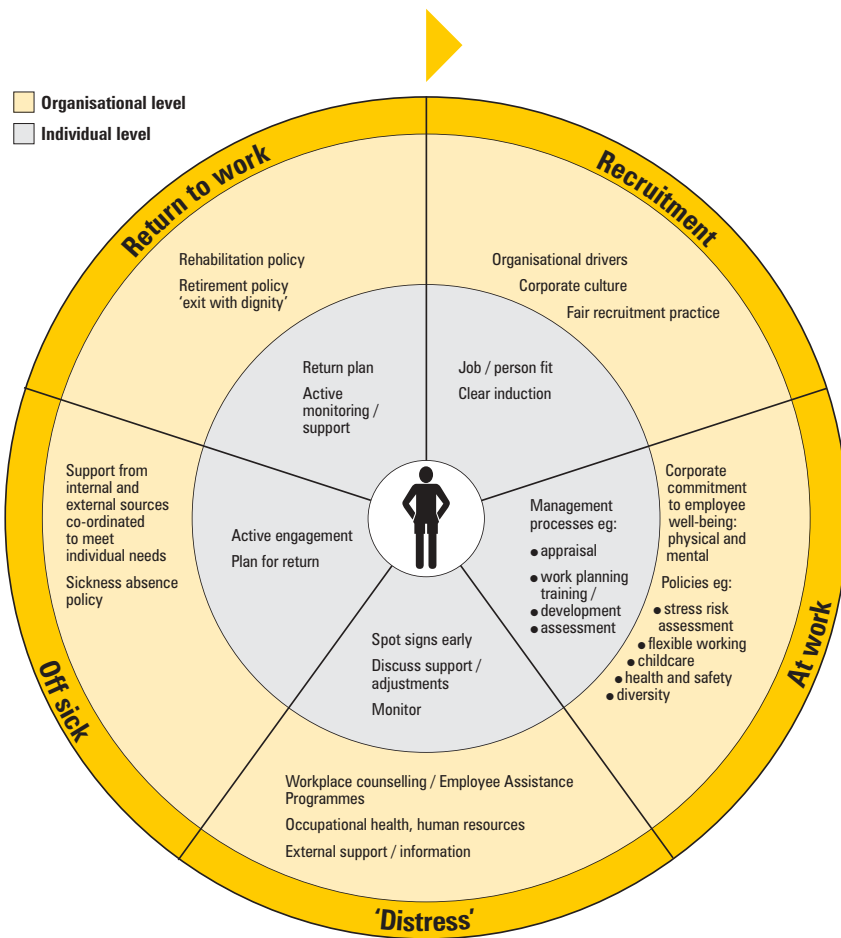 Organisational level
Individual level
Recruitment
Organisational drivers
Corporate culture
Fair recruitment practice
Job / person fit
Clear induction
At work
Corporate
commitment
to employee
well-being:
physical and
mental
Policies eg:
● stress risk
assessment
● flexible working
● childcare
● health and safety
● diversity
Management
processes eg:
● appraisal
● work planning
training /
● development
● assessment
'Distress'
Spot signs early
Discuss support /
adjustments
Monitor
Workplace counselling / Employee Assistance
Programmes
Occupational health, human resources
External support / information
Off sick
Support from
internal and
external sources
co-ordinated
to meet
individual needs
Sickness absence
policy
Active engagement
Plan for return
Return to work
Rehabilitation policy
Retirement policy
'exit with dignity'
Return plan
Active
monitoring /
support